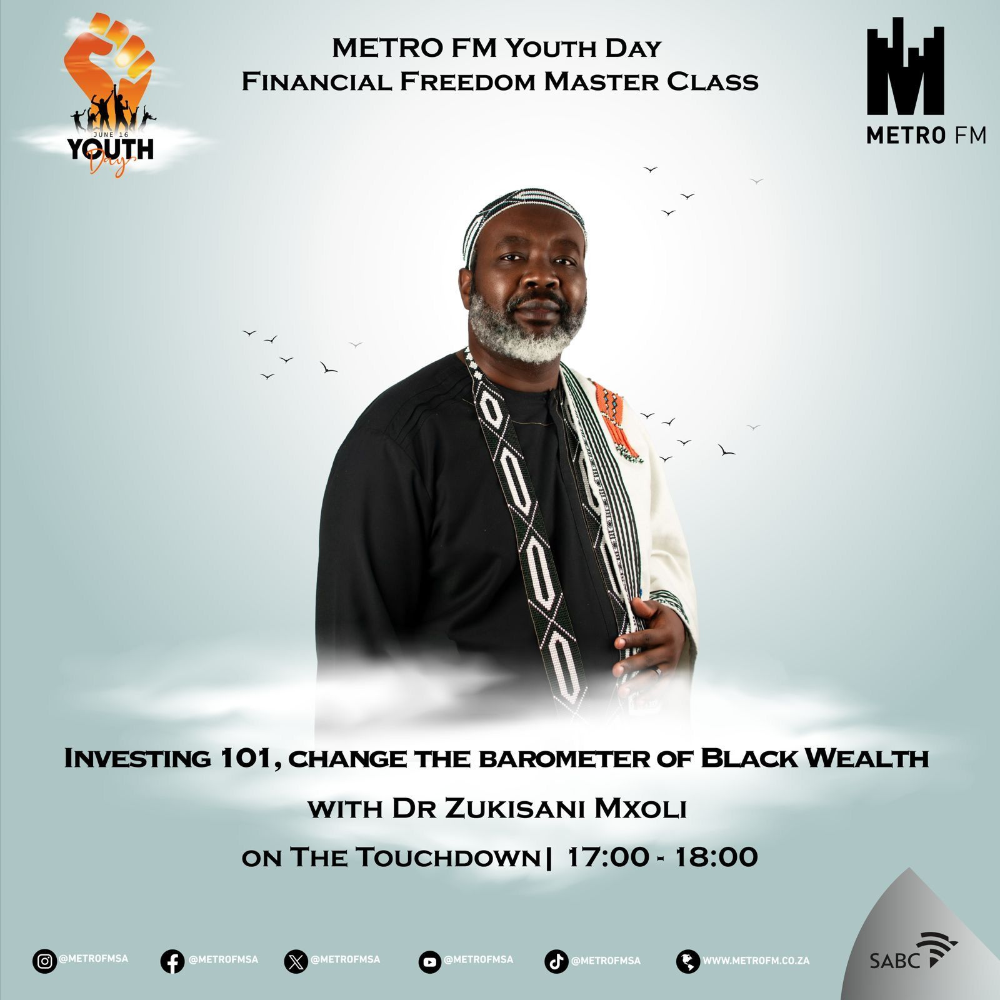 METRO FM Youth Day
Financial Freedom Master Class
JUNE 16
YOUTH
Day
METRO FM
Investing 101, change the barometer of Black Wealth
with Dr Zukisani Mxoli
on The Touchdown| 17:00 - 18:00
@METROFMSA
@METROFMSA
@METROFMSA
@METROFMSA
@METROFMSA
WWW.METROFM.CO.ZA
SABC